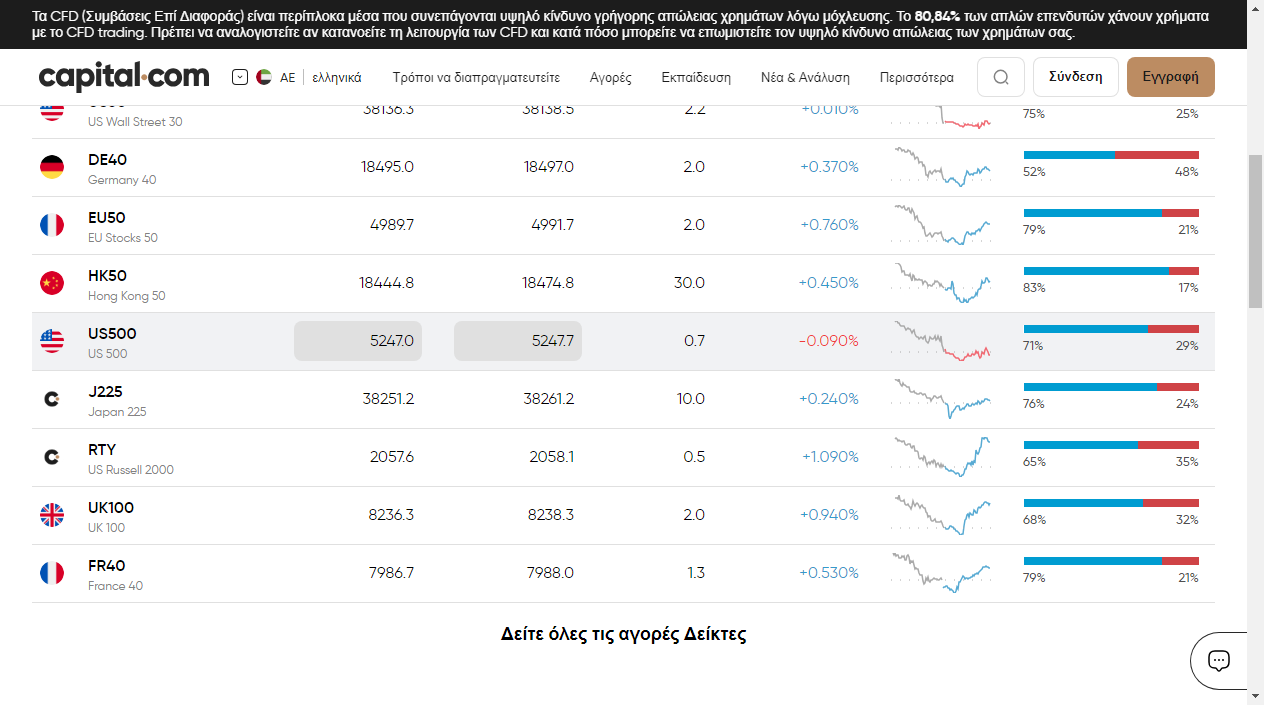 Τα CFD (Συμβάσεις Επί Διαφοράς) είναι περίπλοκα μέσα που συνεπάγονται υψηλό κίνδυνο γρήγορης απώλειας χρημάτων λόγω μόχλευσης. Το 80,84% των απλών επενδυτών χάνουν χρήματα
με το CFD trading. Πρέπει να αναλογιστείτε αν κατανοείτε τη λειτουργία των CFD και κατά πόσο μπορείτε να επωμιστείτε τον υψηλό κίνδυνο απώλειας των χρημάτων σας.
capital.com AE ελληνικά Τρόποι να διαπραγματευτείτε Αγορές Εκπαίδευση Νέα & Ανάλυση Περισσότερα Σύνδεση Εγγραφή
38136.3 38138.5 2.2 +0.010%
US Wall Street 30 75% 25%
DE40 18495.0 18497.0 2.0 +0.370%
Germany 40 52% 48%
EU50 4989.7 4991.7 2.0 +0.760%
EU Stocks 50 79% 21%
HK50 18444.8 18474.8 30.0 +0.450%
Hong Kong 50 83% 17%
US500 5247.0 5247.7 0.7 -0.090%
US 500 71% 29%
J225 38251.2 38261.2 10.0 +0.240%
Japan 225 76% 24%
RTY 2057.6 2058.1 0.5 +1.090%
US Russell 2000 65% 35%
UK100 8236.3 8238.3 2.0 +0.940%
UK 100 68% 32%
FR40 7986.7 7988.0 1.3 +0.530%
France 40 79% 21%
Δείτε όλες τις αγορές Δείκτες